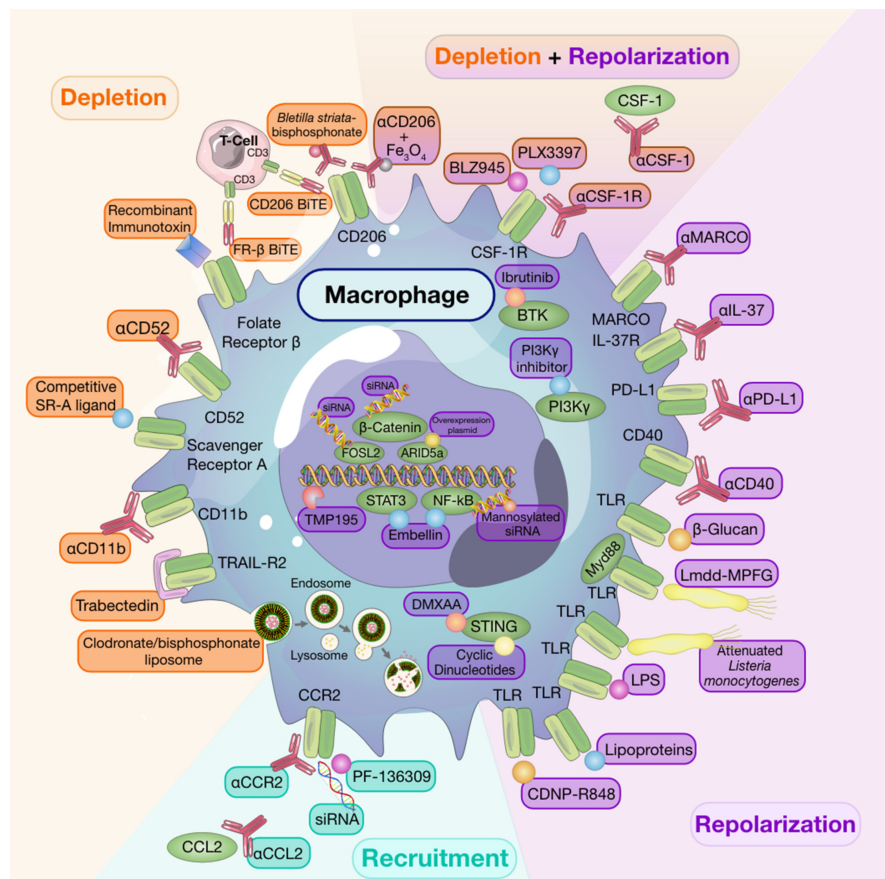 Depletion + Repolarization
Depletion
CSF-1
αCSF-1
Bletilla striata-
bisphosphonate
αCD206
+
Fe3O4
T-Cell
CD3
CD3
BLZ945
PLX3397
αCSF-1R
CD206 BiTE
Recombinant
Immunotoxin
FR-β BiTE
CD206
CSF-1R
αMARCO
Macrophage
Ibrutinib
BTK
Folate
Receptor β
MARCO
IL-37R
αIL-37
αCD52
PI3Kγ
inhibitor
PI3Kγ
PD-L1
αPD-L1
Competitive
SR-A ligand
CD52
siRNA
siRNA
β-Catenin
Overexpression
plasmid
FOSL2
ARID5a
Scavenger
Receptor A
CD40
αCD40
STAT3
NF-kB
TMP195
Embellin
Mannosylated
siRNA
CD11b
αCD11b
TLR
β-Glucan
Myd88
TRAIL-R2
Trabectedin
Lmdd-MPFG
TLR
Endosome
Lysosome
DMXAA
STING
Cyclic
Dinucleotides
TLR
Clodronate/bisphosphonate
liposome
TLR
Attenuated
Listeria
monocytogenes
LPS
CCR2
TLR
TLR
Lipoproteins
αCCR2
PF-136309
siRNA
CDNP-R848
CCL2
αCCL2
Recruitment
Repolarization